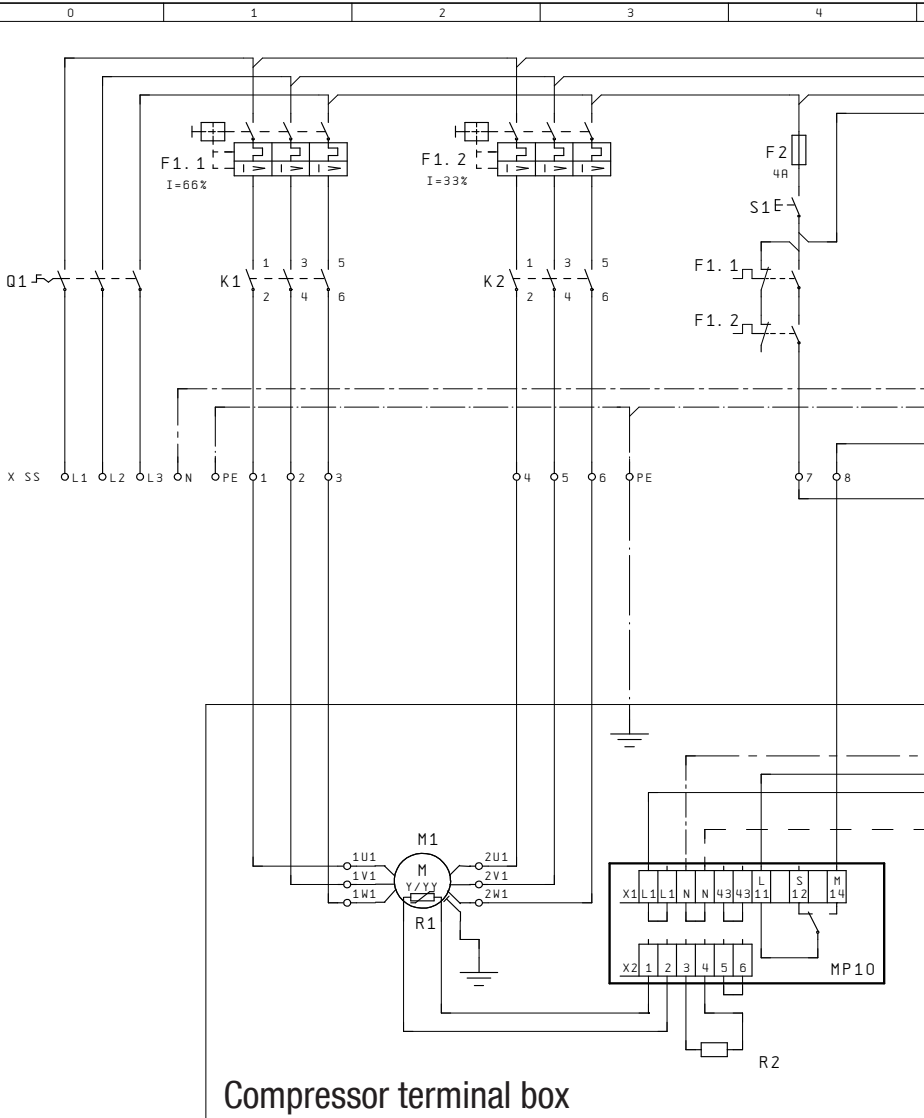 0 1 2 3 4
F1.1
I=66%
F1.2
I=33%
F2
4A
S1
Q1
K1
1 3 5
2 4 6
K2
1 3 5
2 4 6
F1.1
F1.2
X SS L1 L2 L3 N PE 1 2 3 4 5 6 PE 7 8
M1
1U1
1V1
1W1
M
Y/YY
2U1
2V1
2W1
R1
X1 L1 L1 N N 43 43 L 11 S 12 M 14
X2 1 2 3 4 5 6
MP10
R2
Compressor terminal box